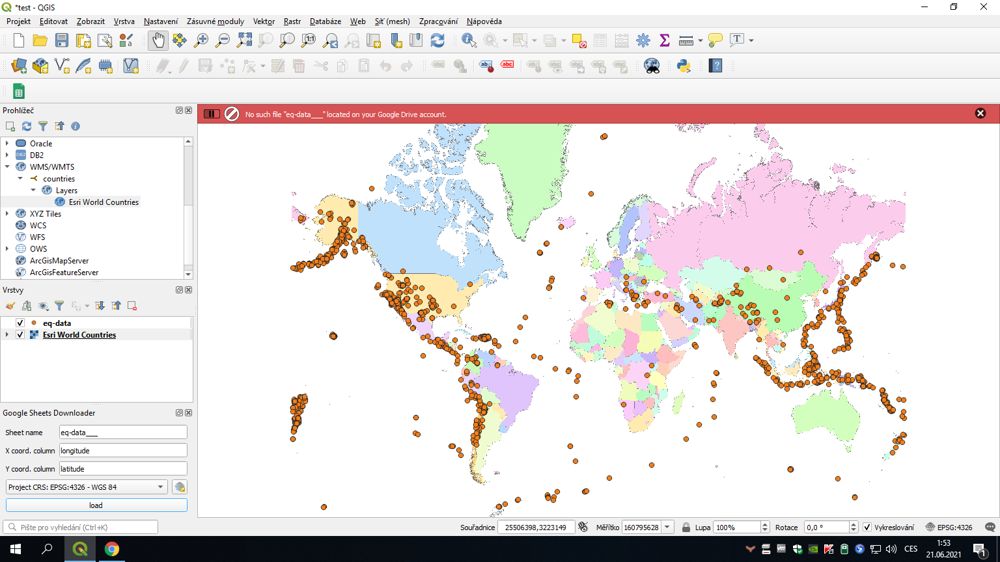 *test - QGIS
Projekt Editovat Zobrazit Vrstva Nastavení Zásuvné moduly Vektor Rastr Databáze Web Síť (mesh) Zpracování Nápověda
Prohlížeč
No such file "eq-data___" located on your Google Drive account.
Oracle
DB2
WMS/WMTS
countries
Layers
Esri World Countries
XYZ Tiles
WCS
WFS
OWS
ArcGisMapServer
ArcGisFeatureServer
Vrstvy
eq-data
Esri World Countries
Google Sheets Downloader
Sheet name eq-data___
X coord. column longitude
Y coord. column latitude
Project CRS: EPSG:4326 - WGS 84
load
Pište pro vyhledání (Ctrl+K)
Souřadnice 25506398,3223149 Měřítko 160795628 Lupa 100% Rotace 0,0 ° Vykreslování EPSG:4326
CES
1:53
21.06.2021
1